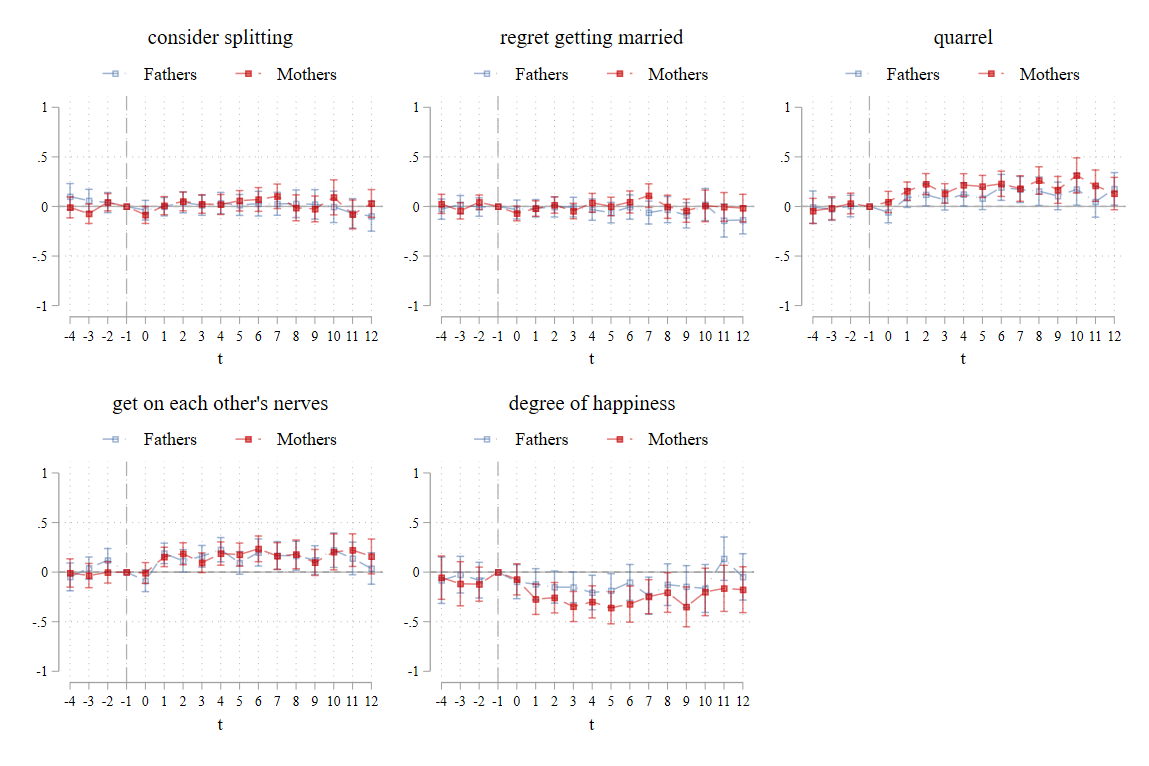 consider splitting
Fathers Mothers
1
.5
0
-.5
-1
-4 -3 -2 -1 0 1 2 3 4 5 6 7 8 9 10 11 12
t
regret getting married
Fathers Mothers
1
.5
0
-.5
-1
-4 -3 -2 -1 0 1 2 3 4 5 6 7 8 9 10 11 12
t
quarrel
Fathers Mothers
1
.5
0
-.5
-1
-4 -3 -2 -1 0 1 2 3 4 5 6 7 8 9 10 11 12
t
get on each other's nerves
Fathers Mothers
1
.5
0
-.5
-1
-4 -3 -2 -1 0 1 2 3 4 5 6 7 8 9 10 11 12
t
degree of happiness
Fathers Mothers
1
.5
0
-.5
-1
-4 -3 -2 -1 0 1 2 3 4 5 6 7 8 9 10 11 12
t